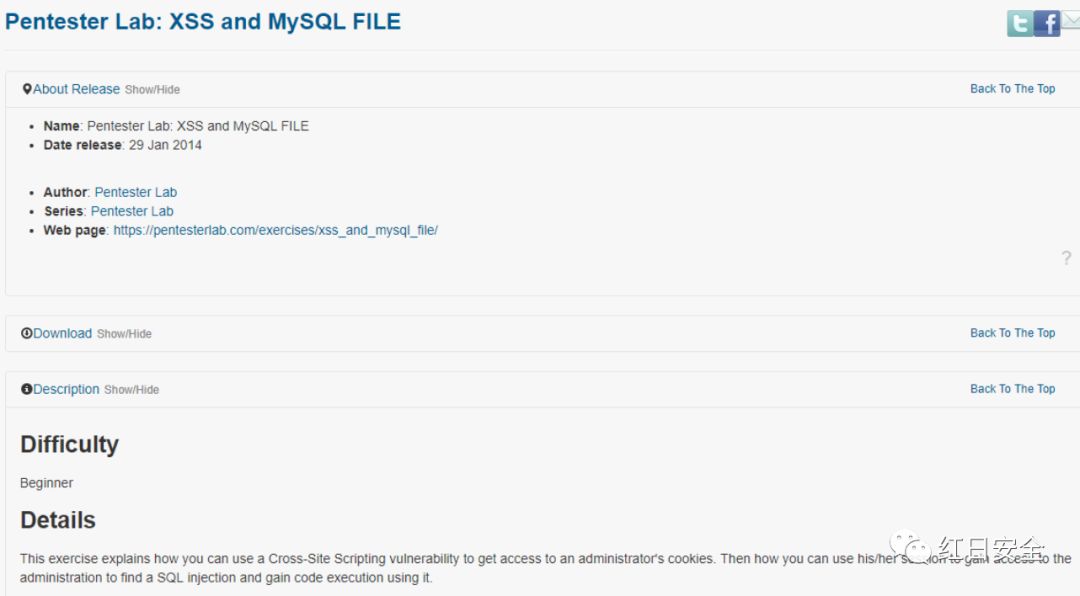 Pentester Lab: XSS and MySQL FILE
About Release Show/Hide Back To The Top
Name: Pentester Lab: XSS and MySQL FILE
Date release: 29 Jan 2014
Author: Pentester Lab
Series: Pentester Lab
Web page: https://pentesterlab.com/exercises/xss_and_mysql_file/
?
Download Show/Hide Back To The Top
Description Show/Hide Back To The Top
Difficulty
Beginner
Details
This exercise explains how you can use a Cross-Site Scripting vulnerability to get access to an administrator's cookies. Then how you can use his/her session to gain access to the
administration to find a SQL injection and gain code execution using it.
红日安全